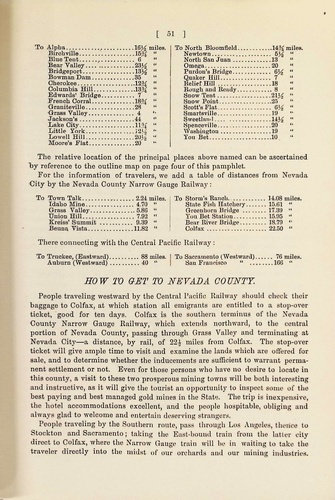 [ 51 ]
To Alpha..........16½ miles.
Birchville..........15¾ "
Blue Tent..........6 "
Bear Valley..........23½ "
Bridgeport..........13½ "
Bowman Dam..........35 "
Cherokee..........12½ "
Columbia Hill..........13¾ "
Edwards' Bridge..........7 "
French Corral..........18¾ "
Grass Valley..........4 "
Jackson's..........44 "
Lake City..........11¾ "
Little York..........12½ "
Lowell Hill..........20½ "
Moore's Flat..........20 "
To North Bloomfield..........14¾ miles.
Newtown..........5½ "
North San Juan..........13 "
Omega..........20 "
Purdon's Bridge..........6½ "
Quaker Hill..........7 "
Relief Hill..........18 "
Rough and Ready..........8 "
Snow Tent..........21½ "
Snow Point..........25 "
Scott's Flat..........6½ "
Smartsville..........19 "
Sweetland..........14½ "
Spenceville..........20 "
Washington..........19 "
You Bet..........10 "
The relative location of the principal places above named can be ascertained
by reference to the outline map on page four of this pamphlet.
For the information of travelers, we add a table of distances from Nevada
City by the Nevada County Narrow Gauge Railway:
To Town Talk..........2.24 miles.
Idaho Mine..........4.70 "
Grass Valley..........5.86 "
Union Hill..........7.92 "
Kreiss' Summit..........9.39 "
Buena Vista..........11.82 "
To Storm's Ranch..........14.08 miles.
State Fish Hatchery..........15.61 "
Greenhorn Bridge..........17.39 "
You Bet Station..........15.95 "
Bear River Bridge..........18.79 "
Colfax..........22.50 "
There connecting with the Central Pacific Railway:
To Truckee, (Eastward)..........88 miles.
Auburn (Westward)..........40 "
To Sacramento (Westward)..........76 miles.
San Francisco "..........166 "
HOW TO GET TO NEVADA COUNTY.
People traveling westward by the Central Pacific Railway should check their
baggage to Colfax, at which station all emigrants are entitled to a stop-over
ticket, good for ten days. Colfax is the southern terminus of the Nevada
County Narrow Gauge Railway, which extends northward, to the central
portion of Nevada County, passing through Grass Valley and terminating at
Nevada City—a distance, by rail, of 22½ miles from Colfax. The stop-over
ticket will give ample time to visit and examine the lands which are offered for
sale, and to determine whether the inducements are sufficient to warrant perma-
nent settlement or not. Even for those persons who have no desire to locate in
this county, a visit to these two prosperous mining towns will be both interesting
and instructive, as it will give the tourist an opportunity to inspect some of the
best paying and best managed gold mines in the State. The trip is inexpensive,
the hotel accommodations excellent, and the people hospitable, obliging and
always glad to welcome and entertain deserving strangers.
People traveling by the Southern route, pass through Los Angeles, thence to
Stockton and Sacramento; taking the East-bound train from the latter city
direct to Colfax, where the Narrow Gauge train will be in waiting to take the
traveler directly into the midst of our orchards and our mining industries.